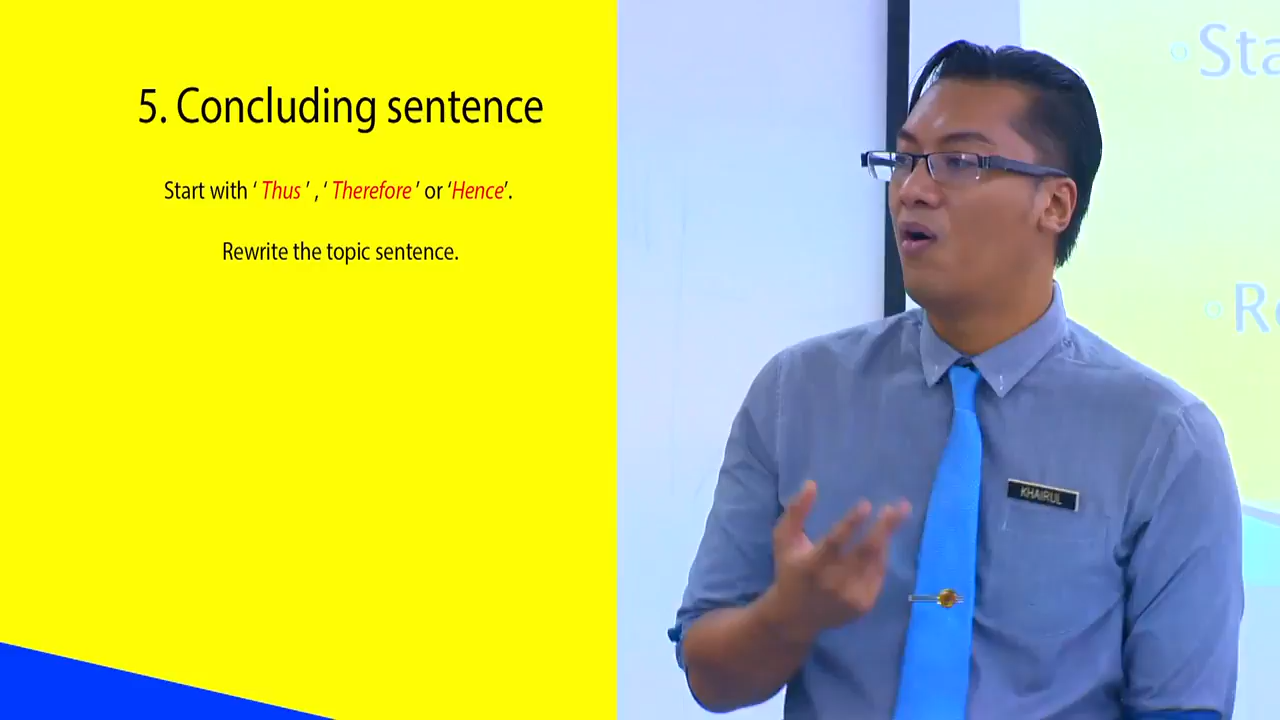 5. Concluding sentence
Start with ‘ Thus ’ , ‘ Therefore ’ or ‘Hence’.
Rewrite the topic sentence.
KHAIRUL